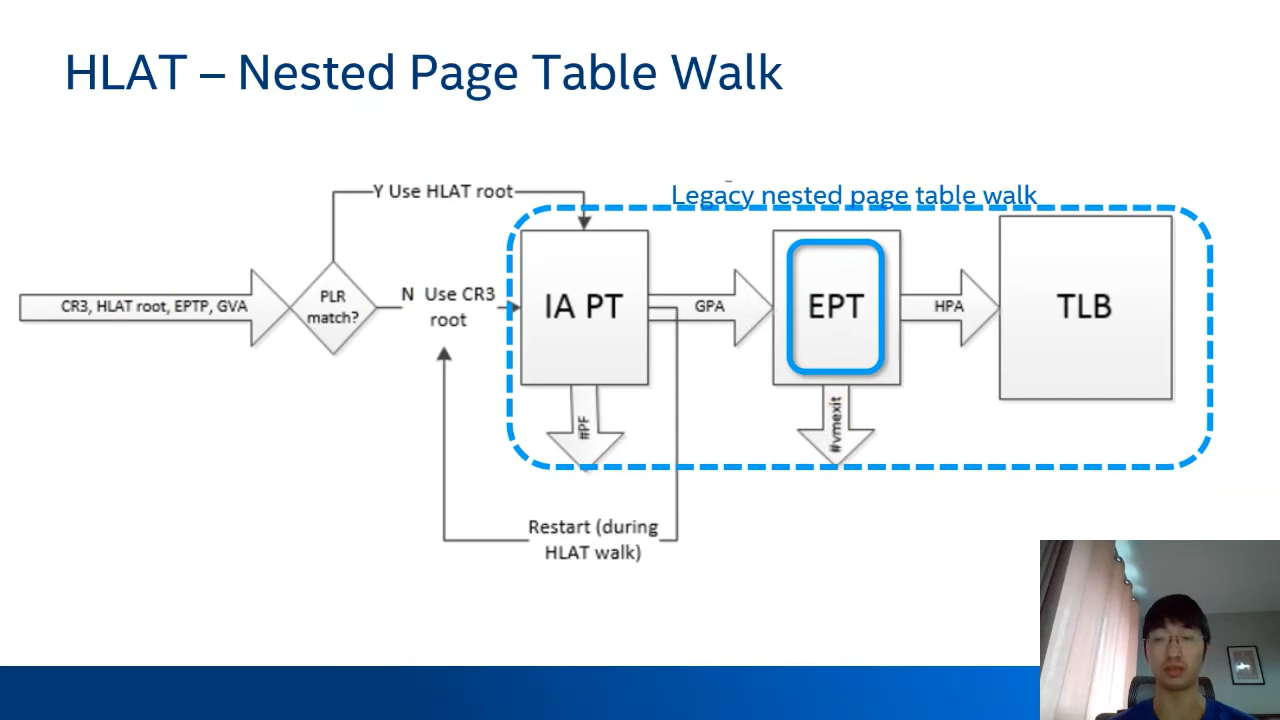 HLAT – Nested Page Table Walk
Y Use HLAT root
Legacy nested page table walk
CR3, HLAT root, EPTP, GVA
PLR
match?
N Use CR3
root
IA PT
GPA
EPT
HPA
TLB
#PF
#vmexit
Restart (during
HLAT walk)